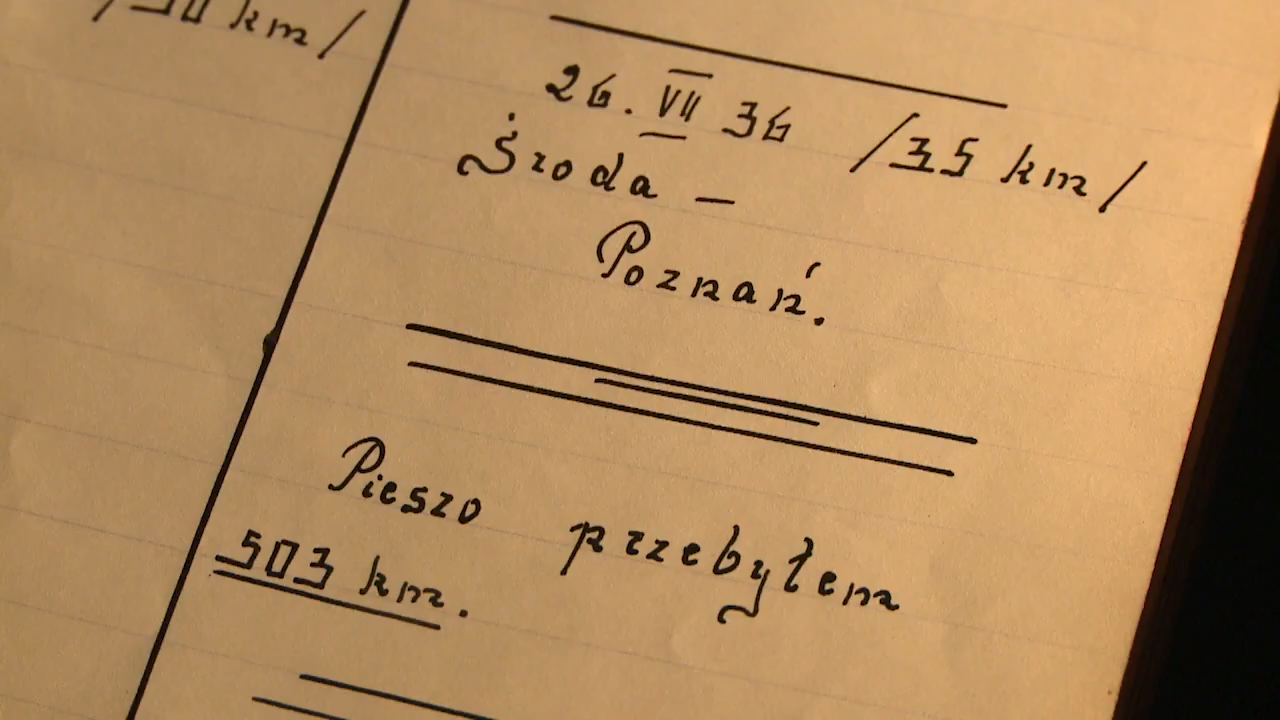 /30 km/
26. VII 36 /35 km/
Środa –
Poznań.
Pieszo przebyłem
503 km.